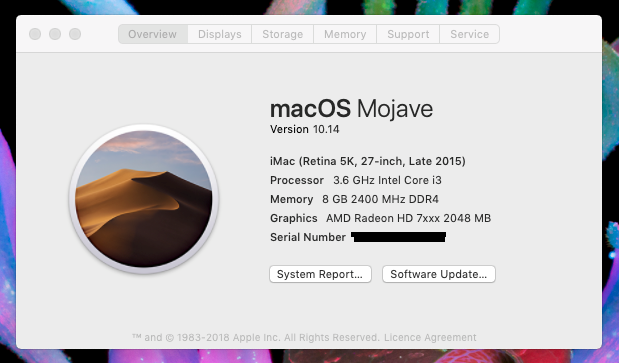 Overview Displays Storage Memory Support Service
macOS Mojave
Version 10.14
iMac (Retina 5K, 27-inch, Late 2015)
Processor 3.6 GHz Intel Core i3
Memory 8 GB 2400 MHz DDR4
Graphics AMD Radeon HD 7xxx 2048 MB
Serial Number
System Report... Software Update...
™ and © 1983-2018 Apple Inc. All Rights Reserved. Licence Agreement